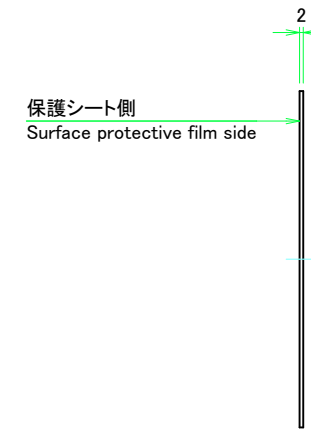 2
保護シート側
Surface protective film side